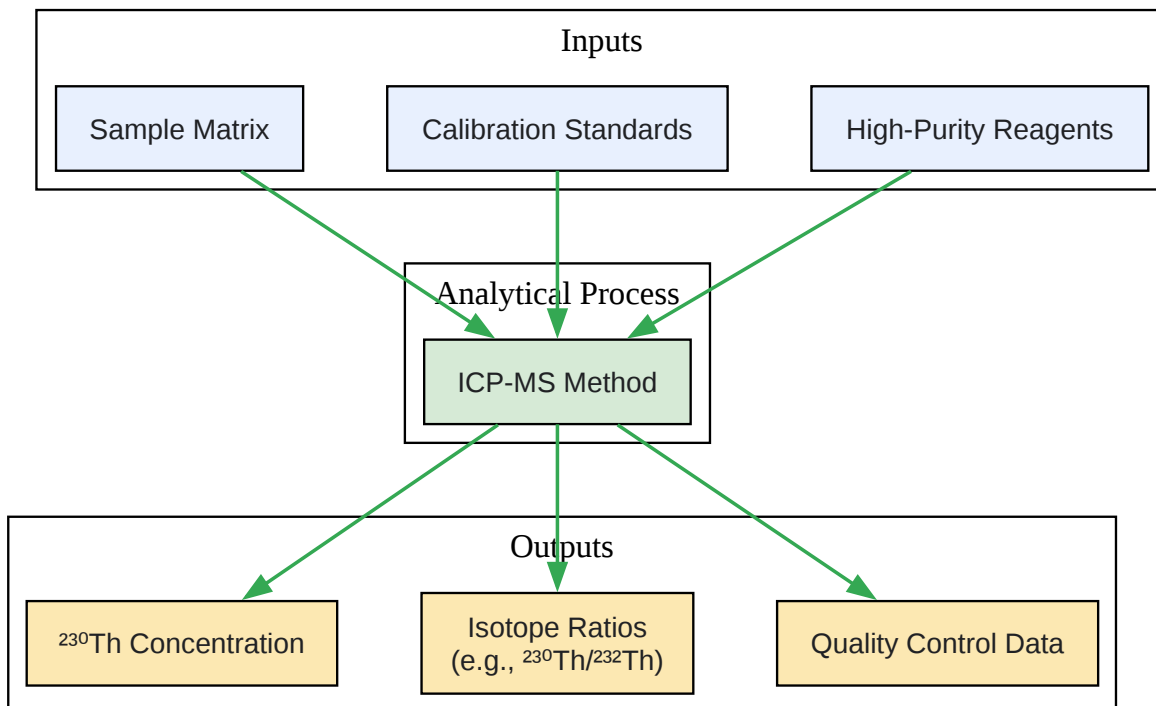 Inputs
Sample Matrix
Calibration Standards
High-Purity Reagents
Analytical Process
ICP-MS Method
Outputs
²³⁰Th Concentration
Isotope Ratios
(e.g., ²³⁰Th/²³²Th)
Quality Control Data